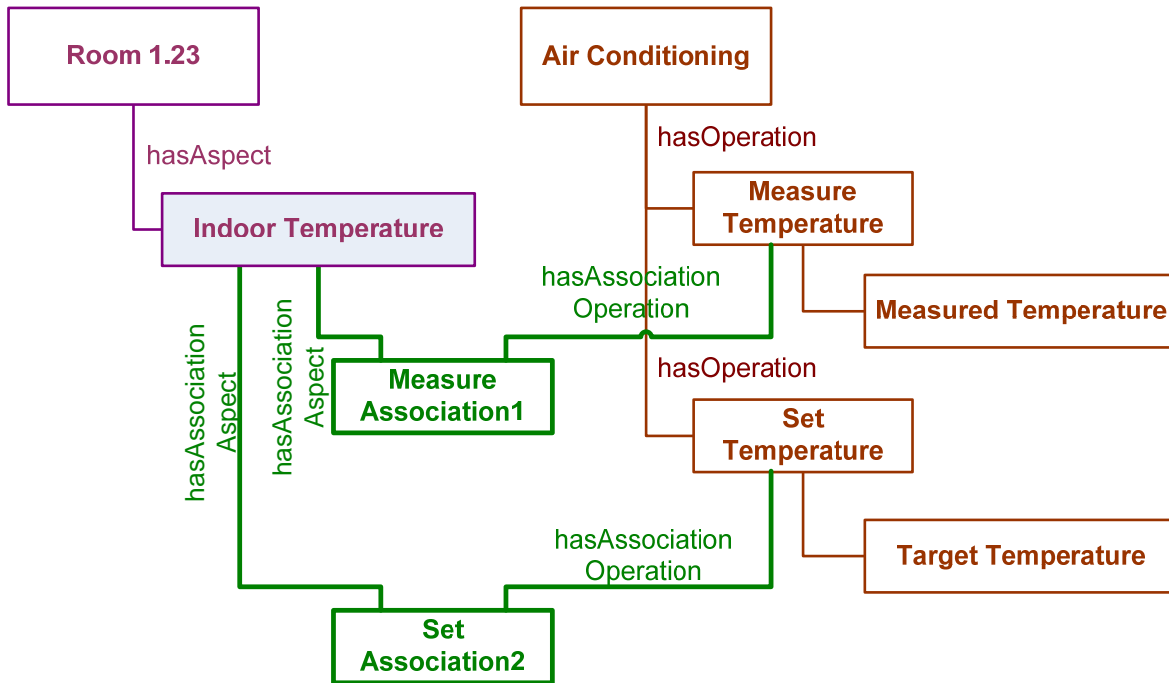 Room 1.23
Air Conditioning
hasAspect
hasOperation
Indoor Temperature
Measure
Temperature
hasAssociation
Operation
Measured Temperature
hasAssociation
Aspect
hasAssociation
Aspect
hasOperation
Measure
Association1
Set
Temperature
hasAssociation
Operation
Target Temperature
Set
Association2